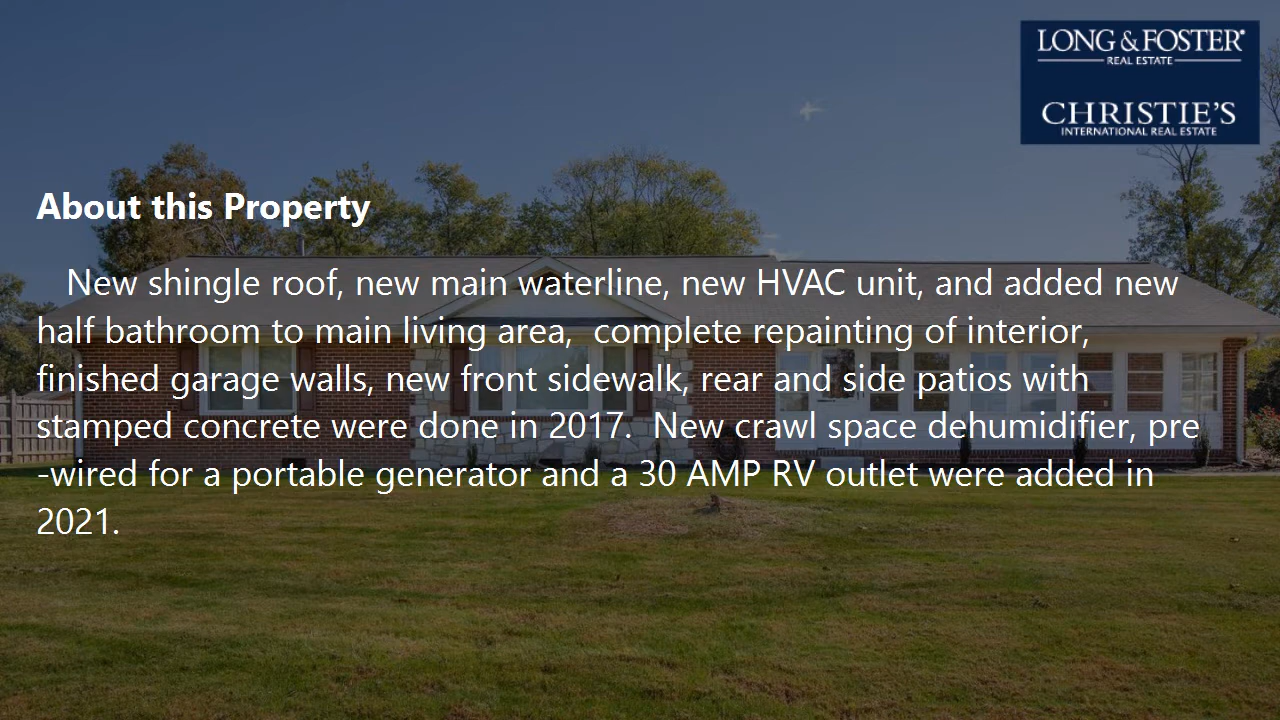 LONG & FOSTER®
REAL ESTATE
CHRISTIE'S
INTERNATIONAL REAL ESTATE
About this Property
New shingle roof, new main waterline, new HVAC unit, and added new
half bathroom to main living area,  complete repainting of interior,
finished garage walls, new front sidewalk, rear and side patios with
stamped concrete were done in 2017.  New crawl space dehumidifier, pre
-wired for a portable generator and a 30 AMP RV outlet were added in
2021.